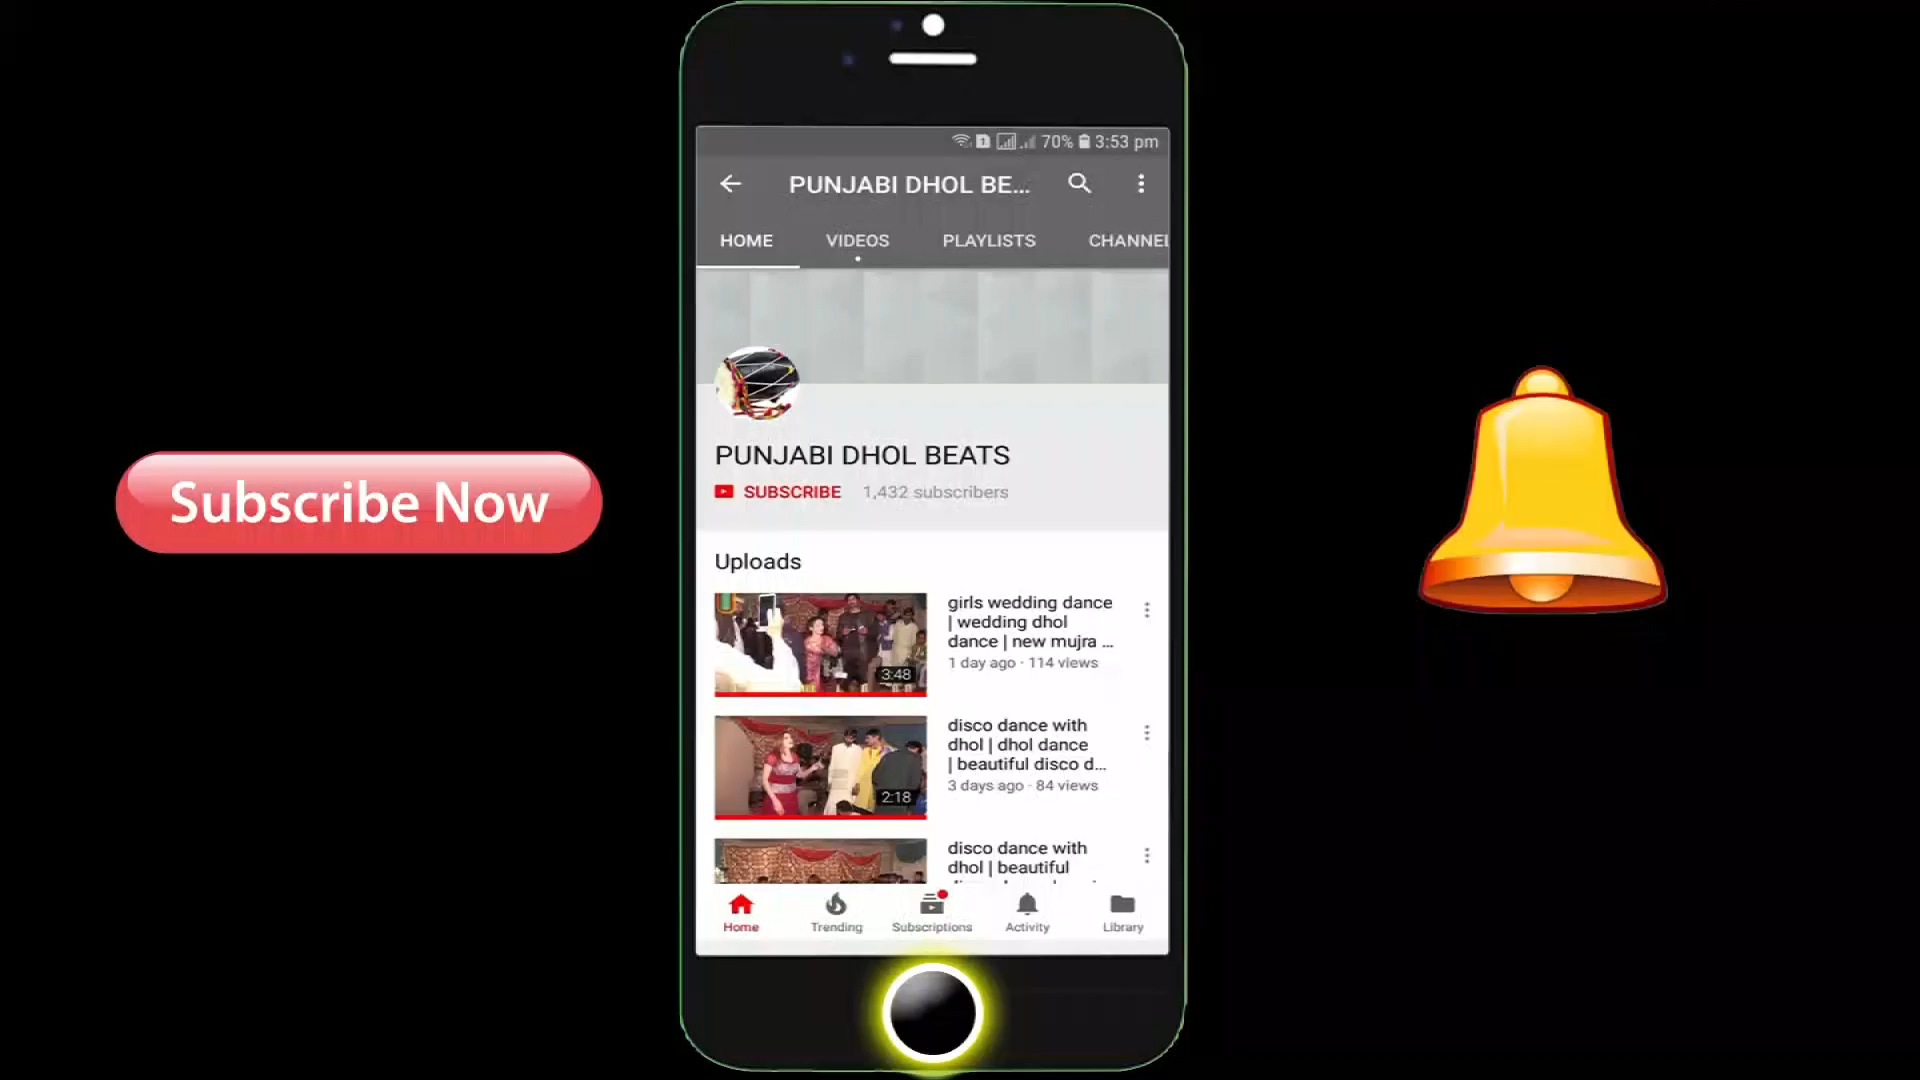 70% 3:53 pm
PUNJABI DHOL BE...
HOME VIDEOS PLAYLISTS CHANNEL
PUNJABI DHOL BEATS
SUBSCRIBE 1,432 subscribers
Subscribe Now
Uploads
girls wedding dance
| wedding dhol
dance | new mujra ...
1 day ago · 114 views
3:48
disco dance with
dhol | dhol dance
| beautiful disco d...
3 days ago · 84 views
2:18
disco dance with
dhol | beautiful
Home Trending Subscriptions Activity Library